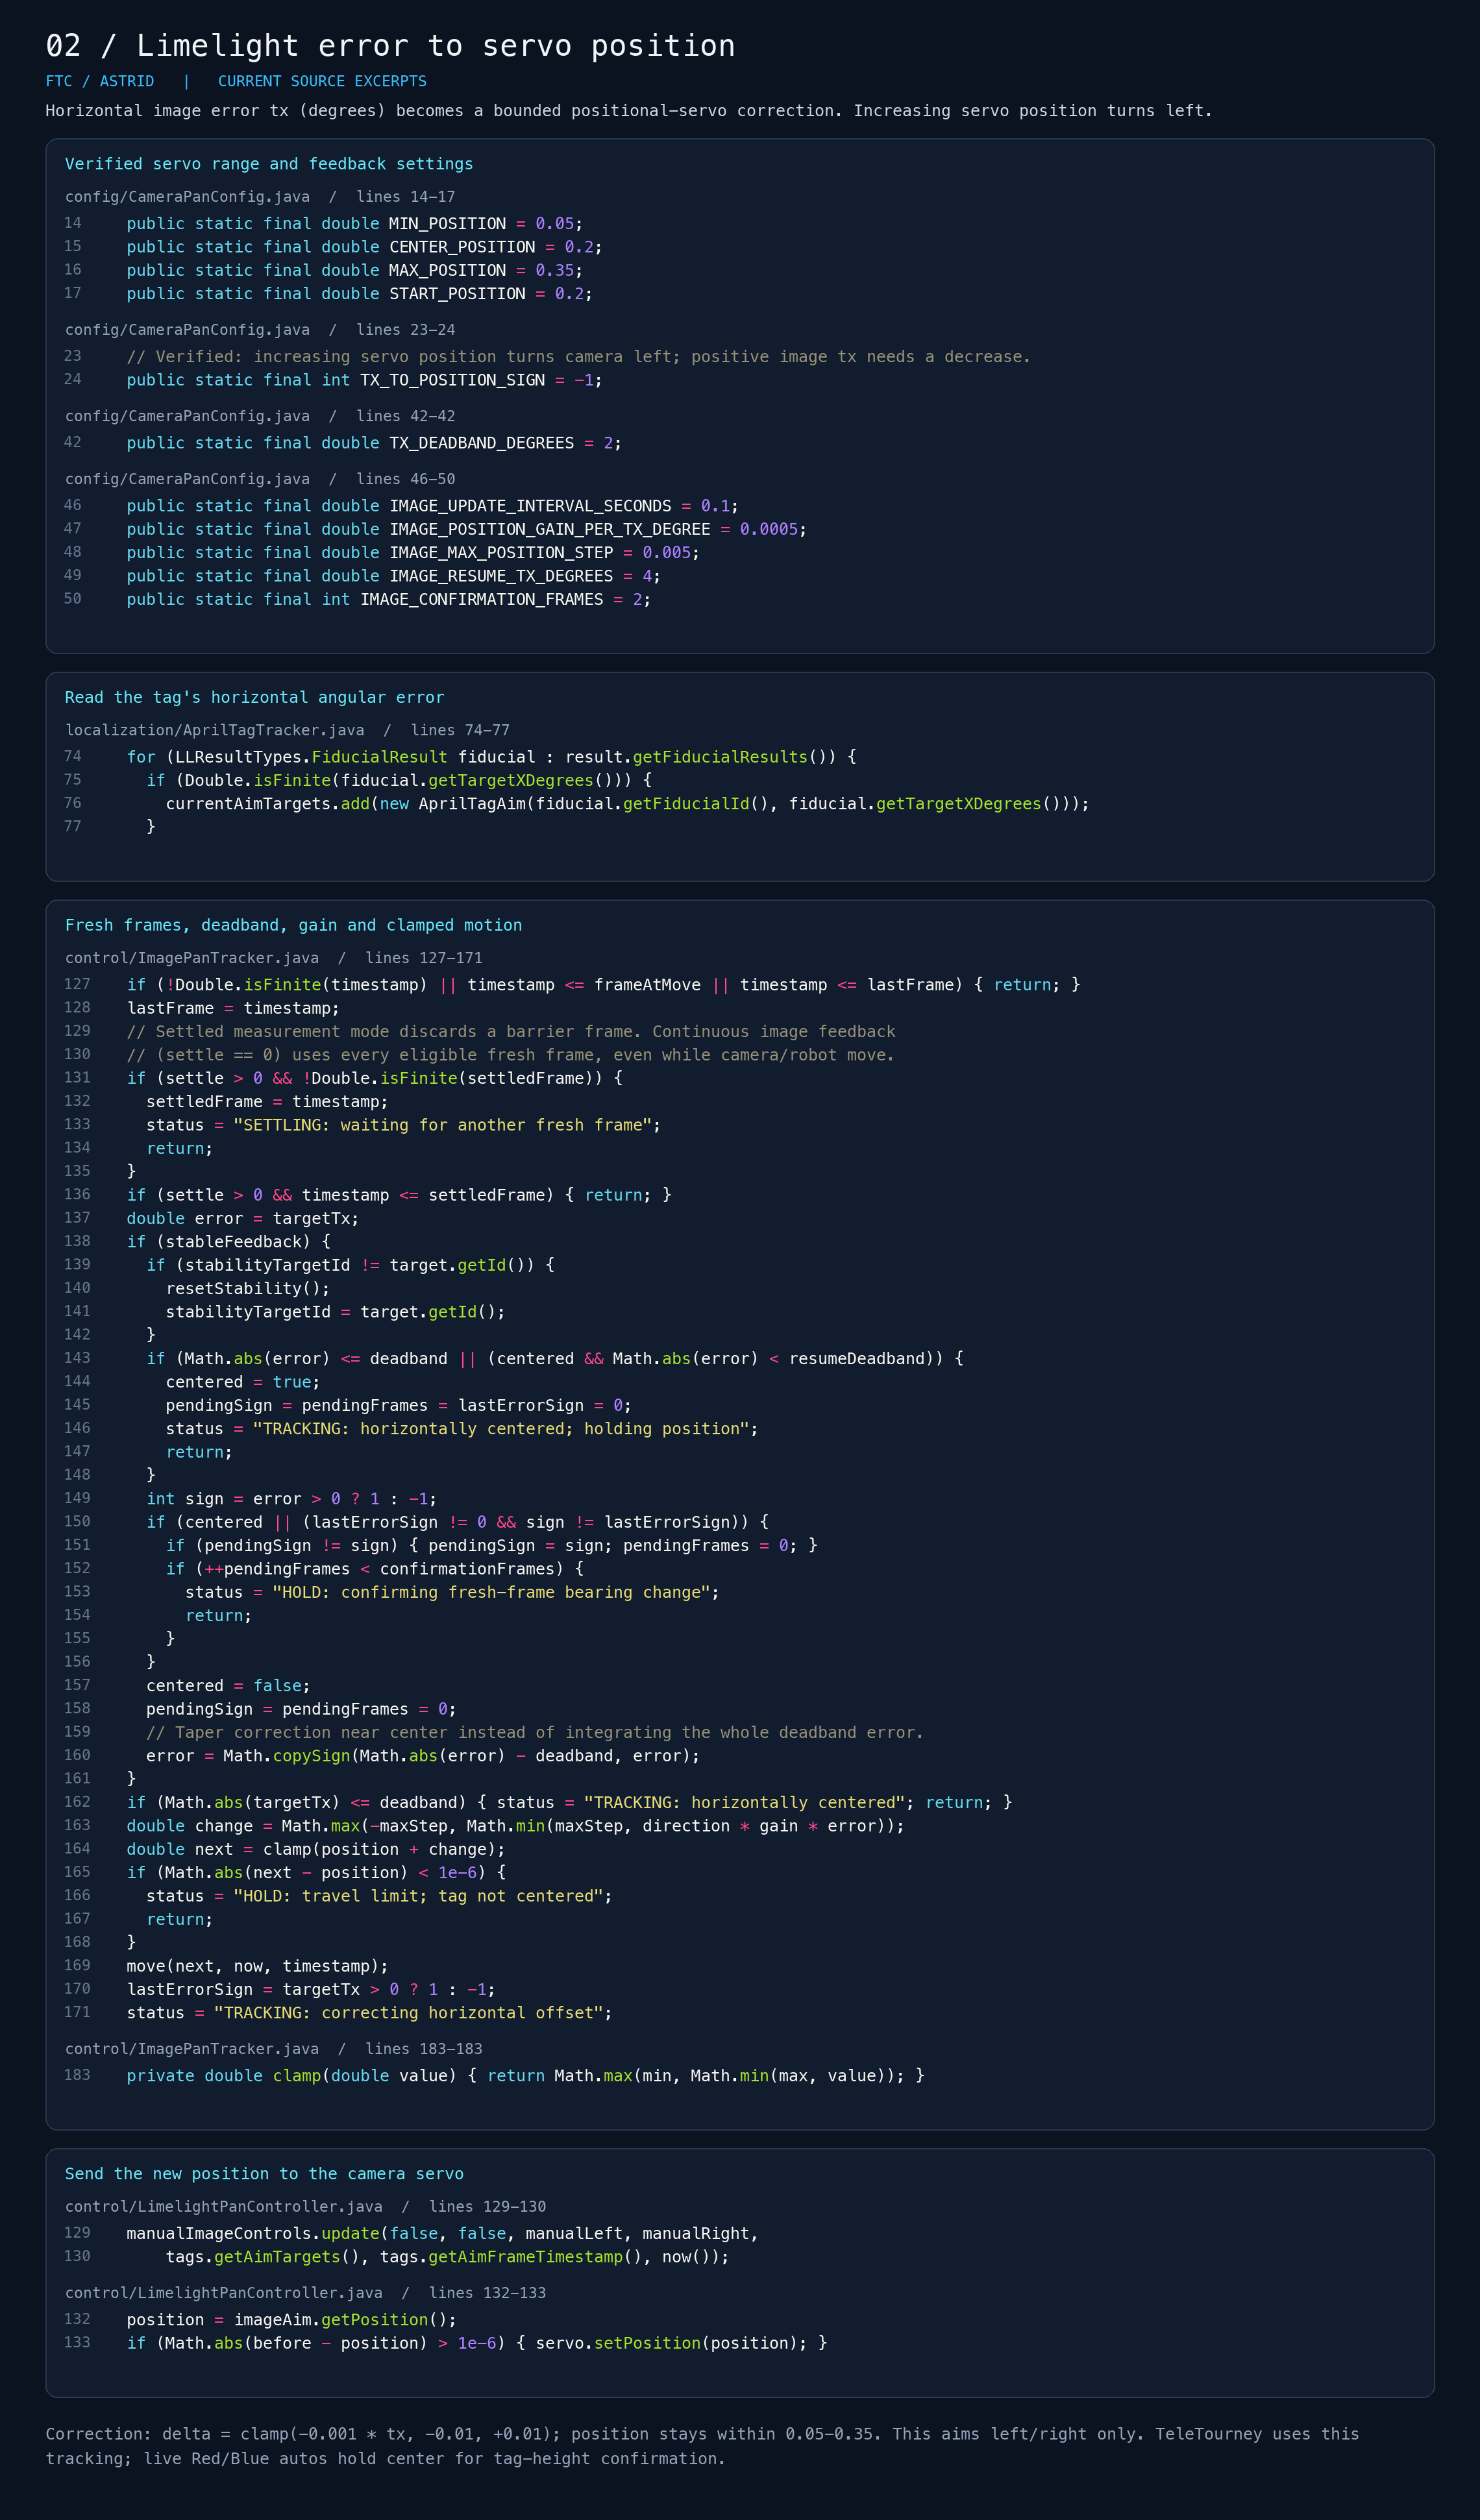 02 / Limelight error to servo position
FTC / ASTRID | CURRENT SOURCE EXCERPTS
Horizontal image error tx (degrees) becomes a bounded positional-servo correction. Increasing servo position turns left.
Verified servo range and feedback settings
config/CameraPanConfig.java / lines 14-17
14 public static final double MIN_POSITION = 0.05;
15 public static final double CENTER_POSITION = 0.2;
16 public static final double MAX_POSITION = 0.35;
17 public static final double START_POSITION = 0.2;
config/CameraPanConfig.java / lines 23-24
23 // Verified: increasing servo position turns camera left; positive image tx needs a decrease.
24 public static final int TX_TO_POSITION_SIGN = -1;
config/CameraPanConfig.java / lines 42-42
42 public static final double TX_DEADBAND_DEGREES = 2;
config/CameraPanConfig.java / lines 46-50
46 public static final double IMAGE_UPDATE_INTERVAL_SECONDS = 0.1;
47 public static final double IMAGE_POSITION_GAIN_PER_TX_DEGREE = 0.0005;
48 public static final double IMAGE_MAX_POSITION_STEP = 0.005;
49 public static final double IMAGE_RESUME_TX_DEGREES = 4;
50 public static final int IMAGE_CONFIRMATION_FRAMES = 2;
Read the tag's horizontal angular error
localization/AprilTagTracker.java / lines 74-77
74 for (LLResultTypes.FiducialResult fiducial : result.getFiducialResults()) {
75 if (Double.isFinite(fiducial.getTargetXDegrees())) {
76 currentAimTargets.add(new AprilTagAim(fiducial.getFiducialId(), fiducial.getTargetXDegrees()));
77 }
Fresh frames, deadband, gain and clamped motion
control/ImagePanTracker.java / lines 127-171
127 if (!Double.isFinite(timestamp) || timestamp <= frameAtMove || timestamp <= lastFrame) { return; }
128 lastFrame = timestamp;
129 // Settled measurement mode discards a barrier frame. Continuous image feedback
130 // (settle == 0) uses every eligible fresh frame, even while camera/robot move.
131 if (settle > 0 && !Double.isFinite(settledFrame)) {
132 settledFrame = timestamp;
133 status = "SETTLING: waiting for another fresh frame";
134 return;
135 }
136 if (settle > 0 && timestamp <= settledFrame) { return; }
137 double error = targetTx;
138 if (stableFeedback) {
139 if (stabilityTargetId != target.getId()) {
140 resetStability();
141 stabilityTargetId = target.getId();
142 }
143 if (Math.abs(error) <= deadband || (centered && Math.abs(error) < resumeDeadband)) {
144 centered = true;
145 pendingSign = pendingFrames = lastErrorSign = 0;
146 status = "TRACKING: horizontally centered; holding position";
147 return;
148 }
149 int sign = error > 0 ? 1 : -1;
150 if (centered || (lastErrorSign != 0 && sign != lastErrorSign)) {
151 if (pendingSign != sign) { pendingSign = sign; pendingFrames = 0; }
152 if (++pendingFrames < confirmationFrames) {
153 status = "HOLD: confirming fresh-frame bearing change";
154 return;
155 }
156 }
157 centered = false;
158 pendingSign = pendingFrames = 0;
159 // Taper correction near center instead of integrating the whole deadband error.
160 error = Math.copySign(Math.abs(error) - deadband, error);
161 }
162 if (Math.abs(targetTx) <= deadband) { status = "TRACKING: horizontally centered"; return; }
163 double change = Math.max(-maxStep, Math.min(maxStep, direction * gain * error));
164 double next = clamp(position + change);
165 if (Math.abs(next - position) < 1e-6) {
166 status = "HOLD: travel limit; tag not centered";
167 return;
168 }
169 move(next, now, timestamp);
170 lastErrorSign = targetTx > 0 ? 1 : -1;
171 status = "TRACKING: correcting horizontal offset";
control/ImagePanTracker.java / lines 183-183
183 private double clamp(double value) { return Math.max(min, Math.min(max, value)); }
Send the new position to the camera servo
control/LimelightPanController.java / lines 129-130
129 manualImageControls.update(false, false, manualLeft, manualRight,
130 tags.getAimTargets(), tags.getAimFrameTimestamp(), now());
control/LimelightPanController.java / lines 132-133
132 position = imageAim.getPosition();
133 if (Math.abs(before - position) > 1e-6) { servo.setPosition(position); }
Correction: delta = clamp(-0.001 * tx, -0.01, +0.01); position stays within 0.05-0.35. This aims left/right only. TeleTourney uses this
tracking; live Red/Blue autos hold center for tag-height confirmation.